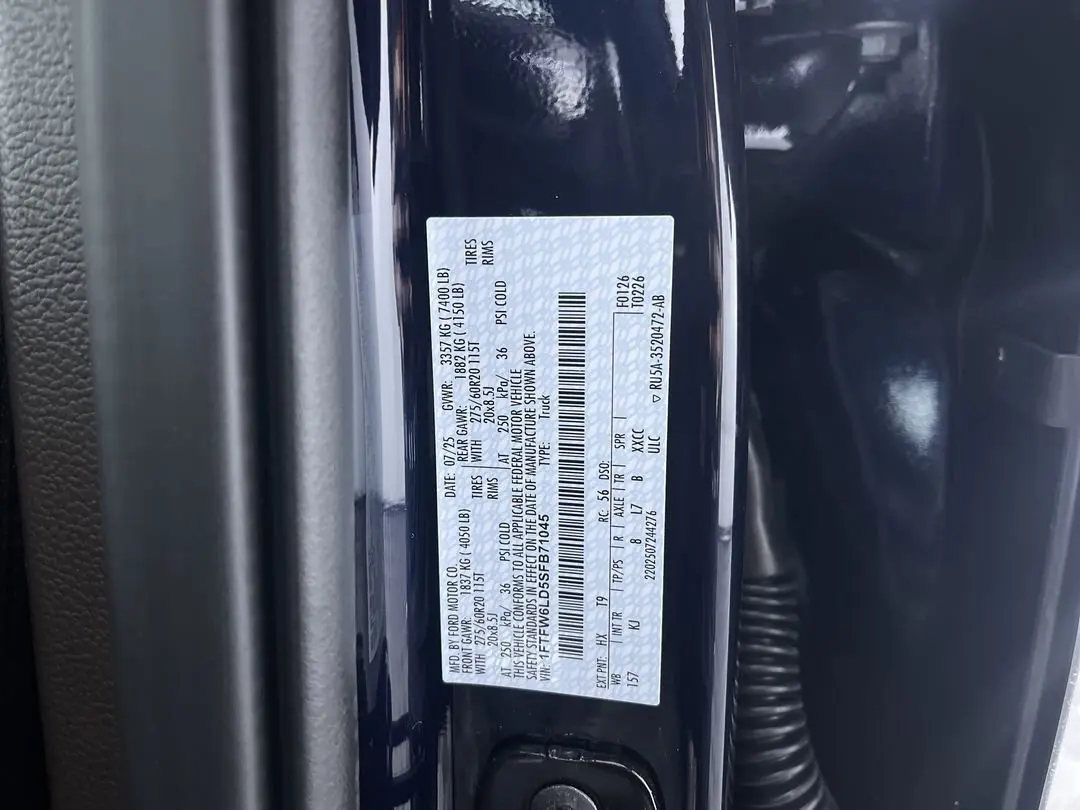 MFD. BY FORD MOTOR CO. DATE: 07/25 GVWR: 3357 KG ( 7400 LB)
FRONT GAWR: 1837 KG ( 4050 LB) REAR GAWR: 1882 KG ( 4150 LB)
WITH 275/60R20 115T TIRES WITH 275/60R20 115T TIRES
20x8.5J RIMS 20x8.5J RIMS
AT 250 kPa/ 36 PSI COLD AT 250 kPa/ 36 PSI COLD
THIS VEHICLE CONFORMS TO ALL APPLICABLE FEDERAL MOTOR VEHICLE
SAFETY STANDARDS IN EFFECT ON THE DATE OF MANUFACTURE SHOWN ABOVE.
VIN: 1FTFW6LD5SFB71045 TYPE: Truck
EXT PNT: HX T9 RC: 56 DSO: F0126
WB INT TR TP/PS R AXLE TR SPR T0226
157 KJ 8 L7 B XXCC
2202507244276 ULC ▽ RU5A-3520472-AB